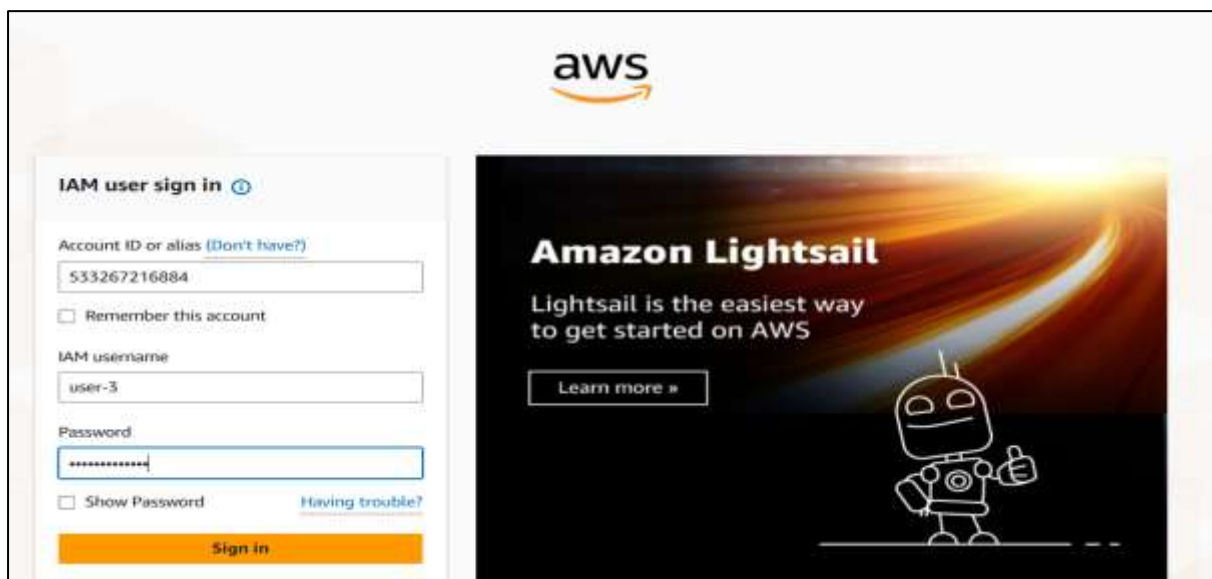 aws
IAM user sign in
Account ID or alias (Don't have?)
533267216884
Remember this account
IAM username
user-3
Password
•••••••••••••
Show Password
Having trouble?
Sign in
Amazon Lightsail
Lightsail is the easiest way
to get started on AWS
Learn more »